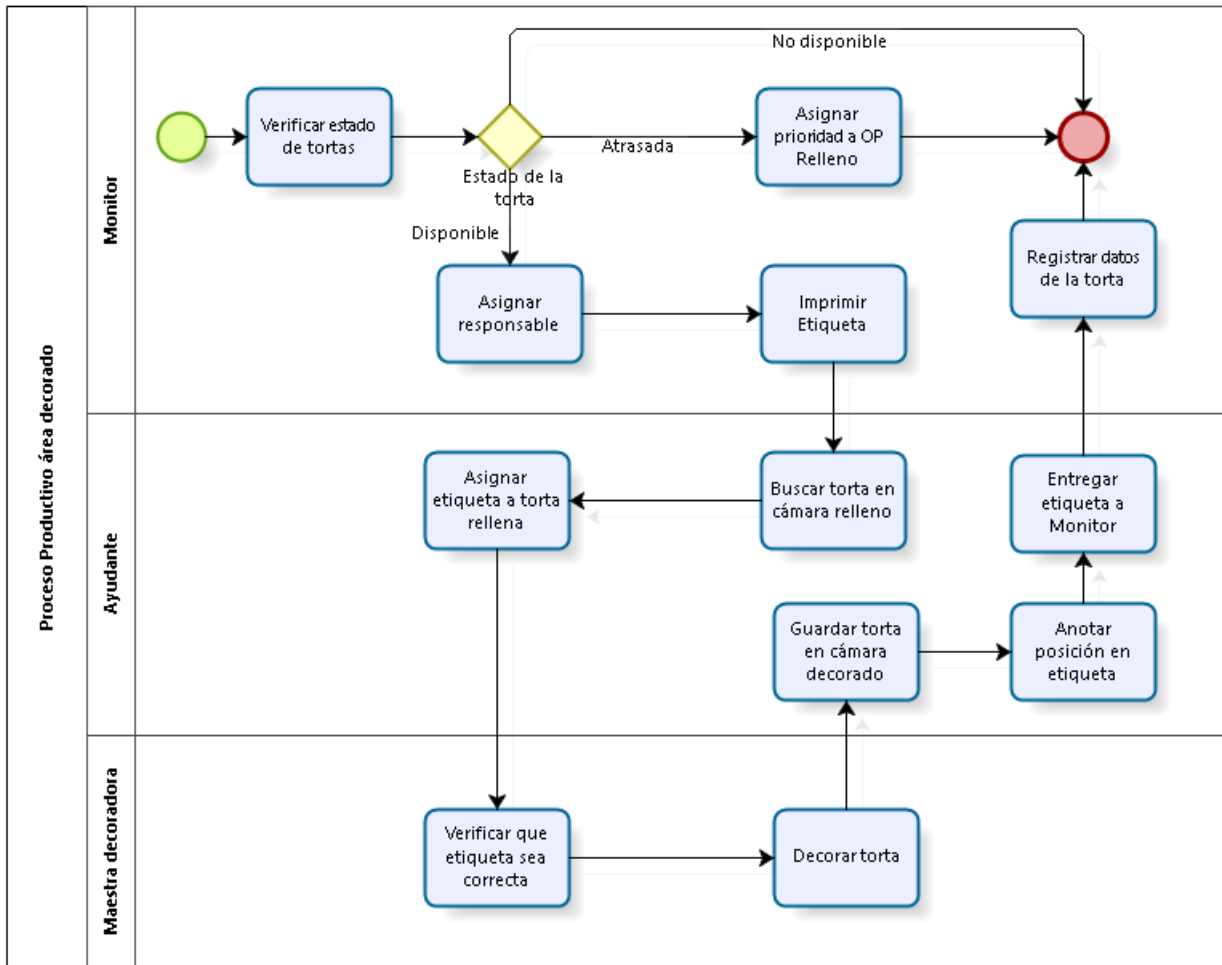 Proceso Productivo área decorado
Monitor
No disponible
Verificar estado
de tortas
Asignar
prioridad a OP
Relleno
Atrasada
Estado de la
torta
Disponible
Registrar datos
de la torta
Asignar
responsable
Imprimir
Etiqueta
Ayudante
Asignar
etiqueta a torta
rellena
Buscar torta en
cámara relleno
Entregar
etiqueta a
Monitor
Guardar torta
en cámara
decorado
Anotar
posición en
etiqueta
Maestra decoradora
Verificar que
etiqueta sea
correcta
Decorar torta